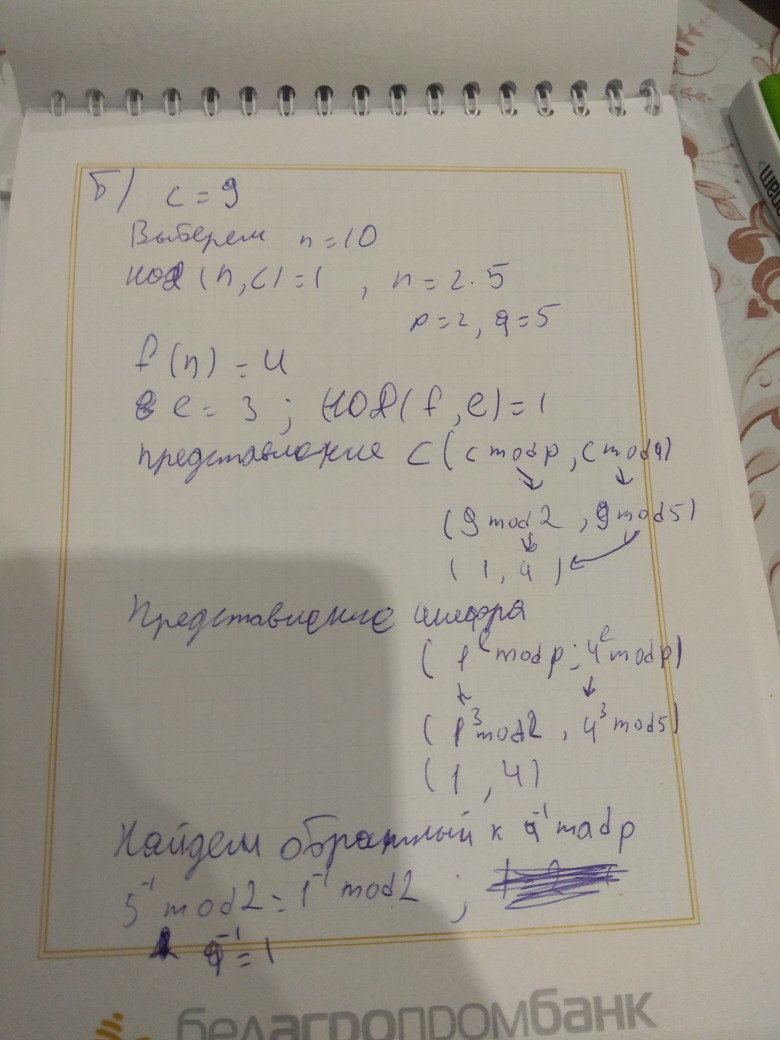 Б) c = 9
Выберем n = 10
НОД (n, c) = 1 , n = 2·5
p = 2, q = 5
f (n) = 4
e = 3 ; НОД (f, e) = 1
представление c (c mod p, c mod q)
(9 mod 2 , 9 mod 5)
( 1, 4 )
Представление шифра
( 1^e mod p ; 4^e mod p)
( 1^3 mod 2 , 4^3 mod 5)
(1 , 4)
Найдем обратный к q^-1 mod p
5^-1 mod 2 = 1^-1 mod 2 ;
q^-1 = 1
белагропромбанк